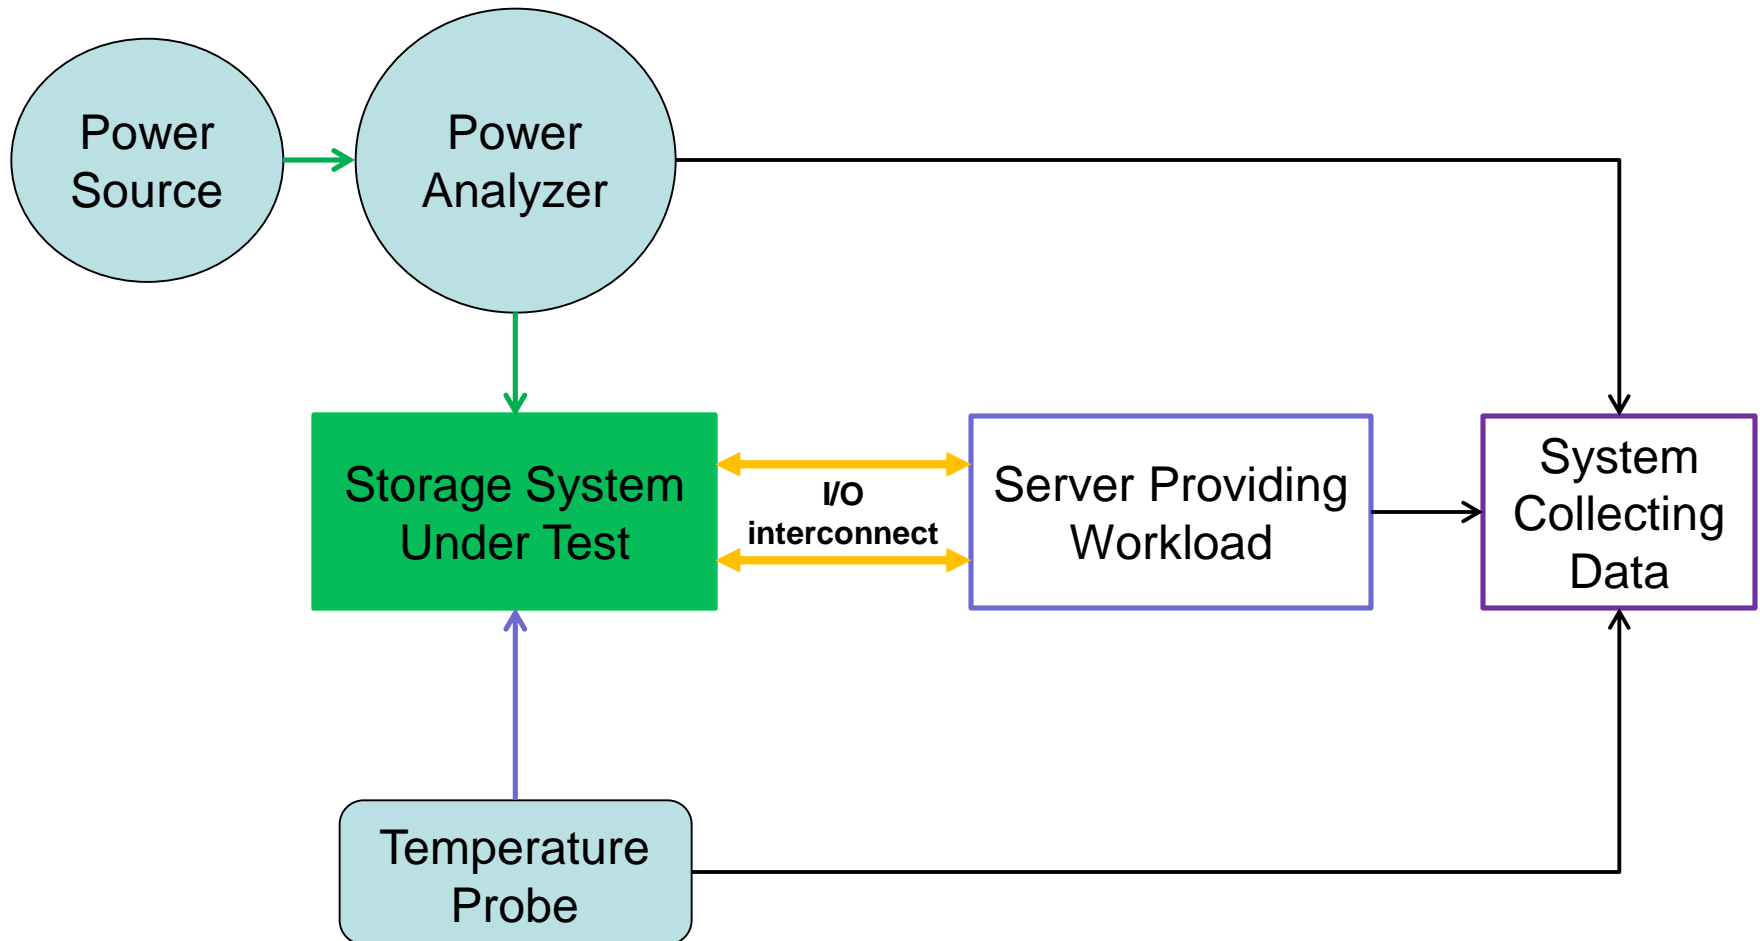 Power
Source
Power
Analyzer
Storage System
Under Test
I/O
interconnect
Server Providing
Workload
System
Collecting
Data
Temperature
Probe